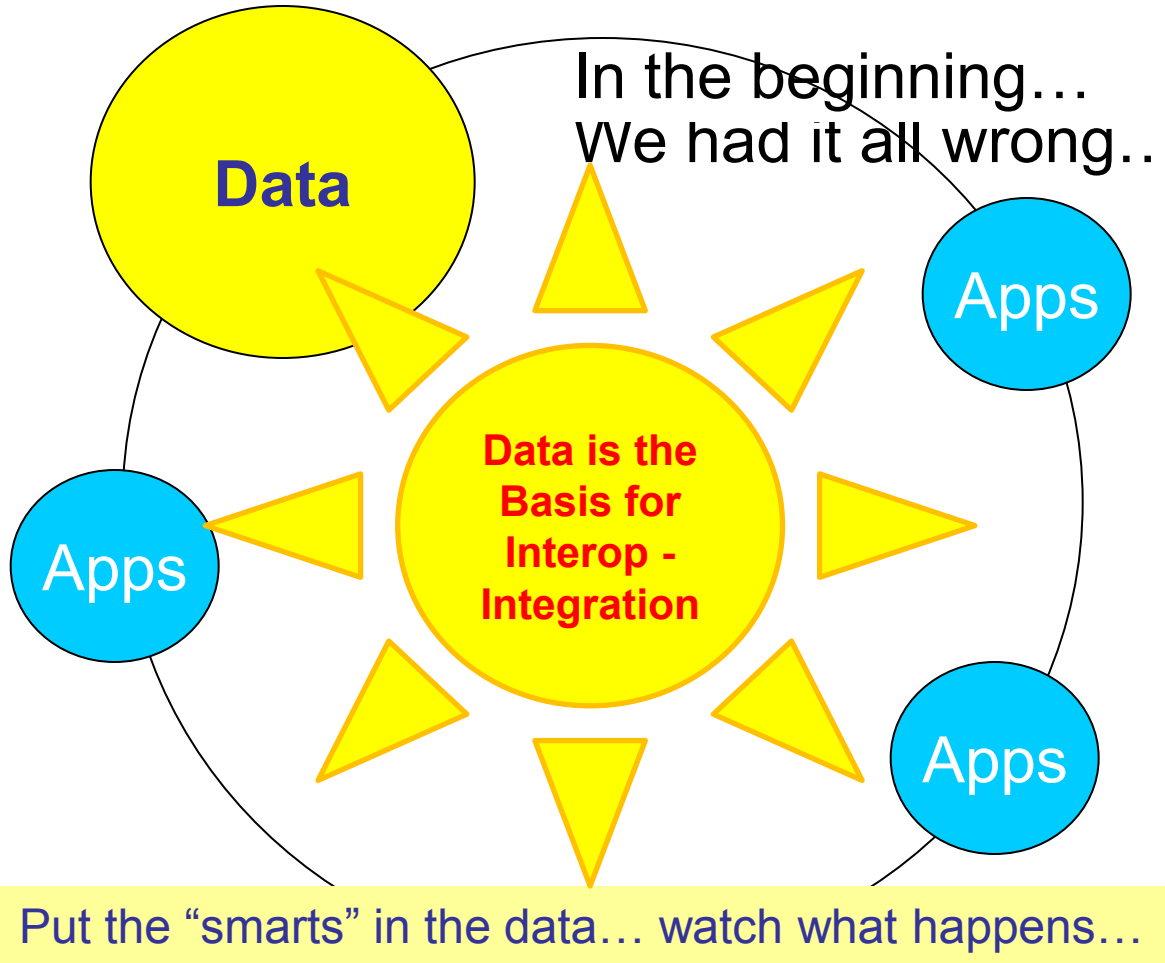 In the beginning…
We had it all wrong..
Data
Apps
Data is the
Basis for
Interop -
Integration
Apps
Apps
Put the “smarts” in the data… watch what happens…